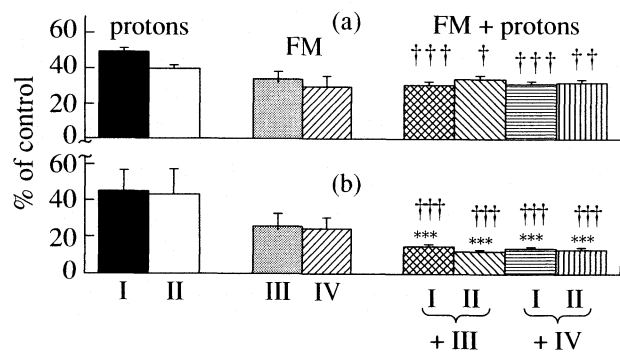 protons (a) FM + protons
FM
††† † ††† ††
60
40
20
0
% of control
60
40
20
0
(b)
††† ††† ††† †††
*** *** *** ***
I II III IV I II I II
+ III + IV